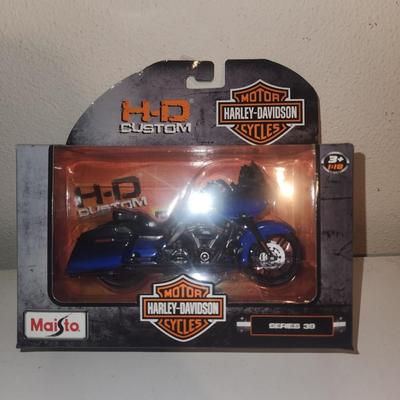 H-D
CUSTOM
MOTOR
HARLEY-DAVIDSON
CYCLES
3+
1:18
H-D
CUSTOM
MOTOR
HARLEY-DAVIDSON
CYCLES
Maisto
SERIES 38